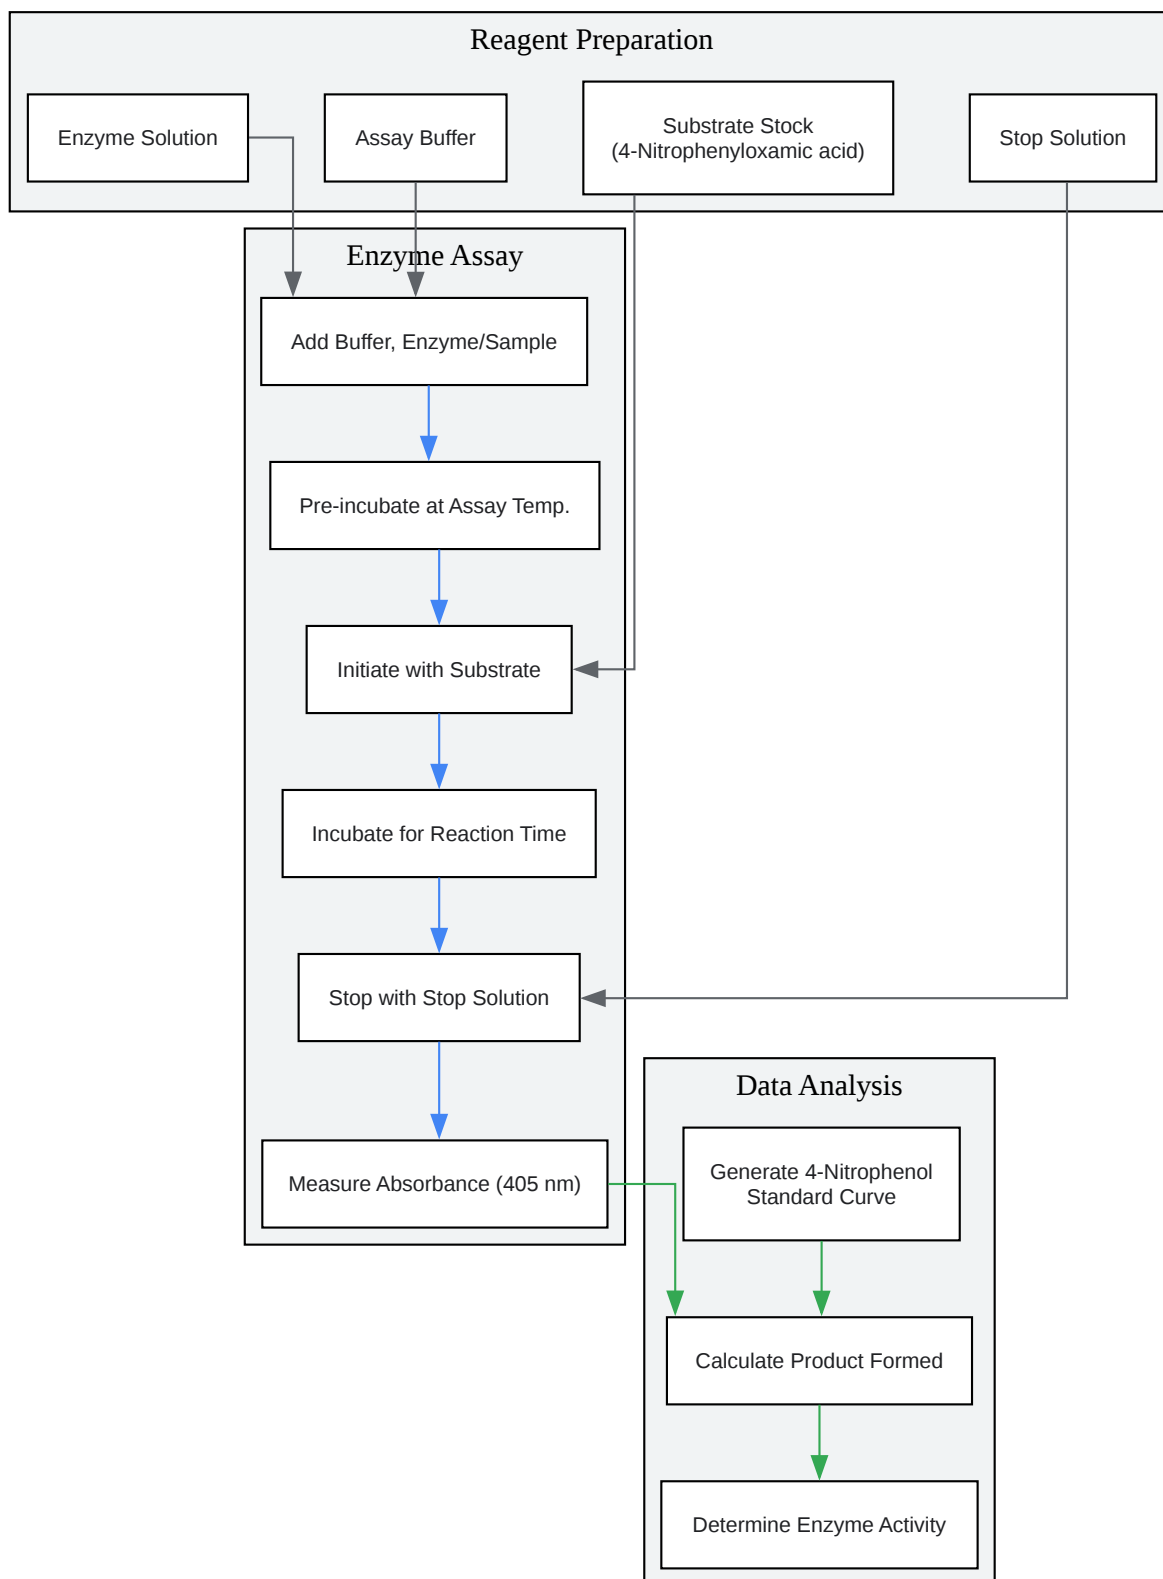 Reagent Preparation
Enzyme Solution
Assay Buffer
Substrate Stock
(4-Nitrophenyloxamic acid)
Stop Solution
Enzyme Assay
Add Buffer, Enzyme/Sample
Pre-incubate at Assay Temp.
Initiate with Substrate
Incubate for Reaction Time
Stop with Stop Solution
Measure Absorbance (405 nm)
Data Analysis
Generate 4-Nitrophenol
Standard Curve
Calculate Product Formed
Determine Enzyme Activity